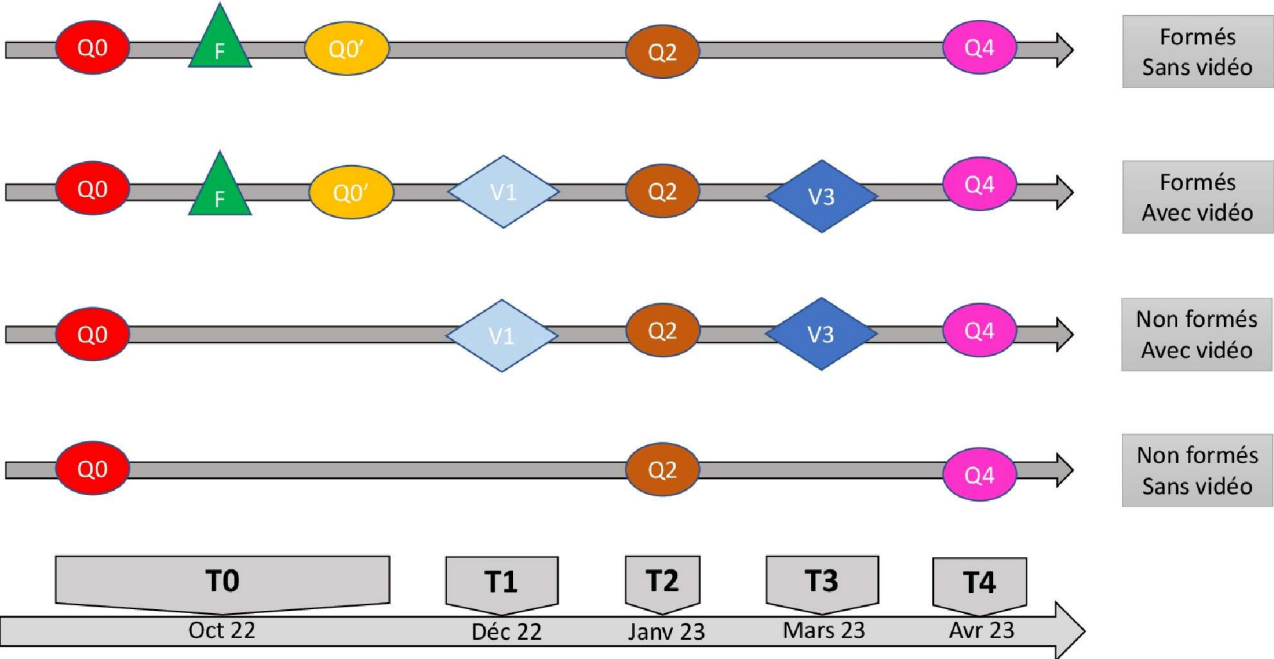 Q0 F Q0’ Q2 Q4
Formés
Sans vidéo
Q0 F Q0’ V1 Q2 V3 Q4
Formés
Avec vidéo
Q0 V1 Q2 V3 Q4
Non formés
Avec vidéo
Q0 Q2 Q4
Non formés
Sans vidéo
T0 T1 T2 T3 T4
Oct 22 Déc 22 Janv 23 Mars 23 Avr 23